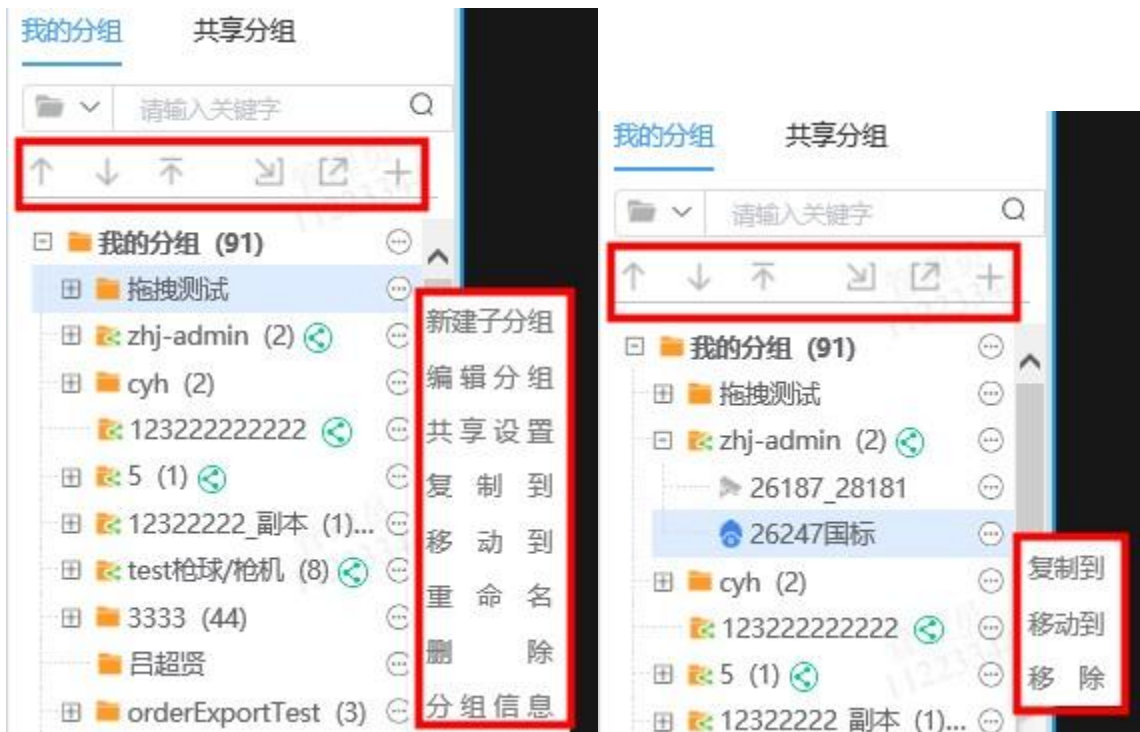 我的分组 共享分组
请输入关键字
我的分组 (91)
拖拽测试
zhj-admin (2)
cyh (2)
123222222222
5 (1)
12322222_副本 (1)...
test枪球/枪机 (8)
3333 (44)
吕超贤
orderExportTest (3)
新建子分组
编辑分组
共享设置
复制到
移动到
重命名
删除
分组信息
我的分组 共享分组
请输入关键字
我的分组 (91)
拖拽测试
zhj-admin (2)
26187_28181
26247国标
cyh (2)
123222222222
5 (1)
12322222_副本 (1)...
复制到
移动到
移除